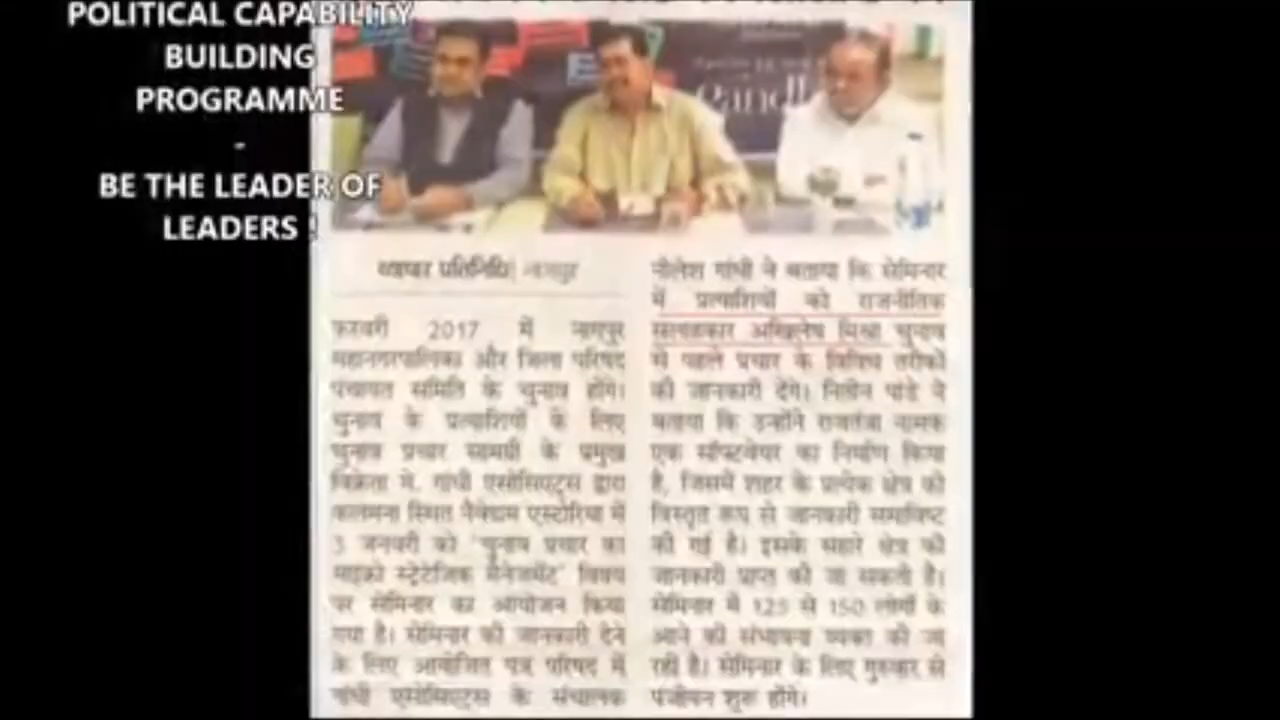 POLITICAL CAPABILITY
BUILDING
PROGRAMME
-
BE THE LEADER OF
LEADERS !
Gandhi
व्यापार प्रतिनिधि| नागपुर
फरवरी 2017 में नागपुर
महानगरपालिका और जिला परिषद
पंचायत समिति के चुनाव होंगे।
चुनाव के प्रत्याशियों के लिए
चुनाव प्रचार सामग्री के प्रमुख
विक्रेता मे. गांधी एसोसिएट्स द्वारा
कालमना स्थित नैवेद्यम एस्टोरिया में
3 जनवरी को 'चुनाव प्रचार का
माइक्रो स्ट्रेटेजिक मैनेजमेंट' विषय
पर सेमिनार का आयोजन किया
गया है। सेमिनार की जानकारी देने
के लिए आयोजित पत्र परिषद में
गांधी एसोसिएट्स के संचालक
नीलेश गांधी ने बताया कि सेमिनार
में प्रत्याशियों को राजनीतिक
सलाहकार अखिलेष मिश्रा चुनाव
से पहले प्रचार के विविध तरीकों
की जानकारी देंगे। नितीन पांडे ने
बताया कि उन्होंने राजतंत्रा नामक
एक सॉफ्टवेयर का निर्माण किया
है, जिसमें शहर के प्रत्येक क्षेत्र की
विस्तृत रूप से जानकारी समाविष्ट
की गई है। इसके सहारे क्षेत्र की
जानकारी प्राप्त की जा सकती है।
सेमिनार में 125 से 150 लोगों के
आने की संभावना व्यक्त की जा
रही है। सेमिनार के लिए गुरुवार से
पंजीयन शुरू होंगे।